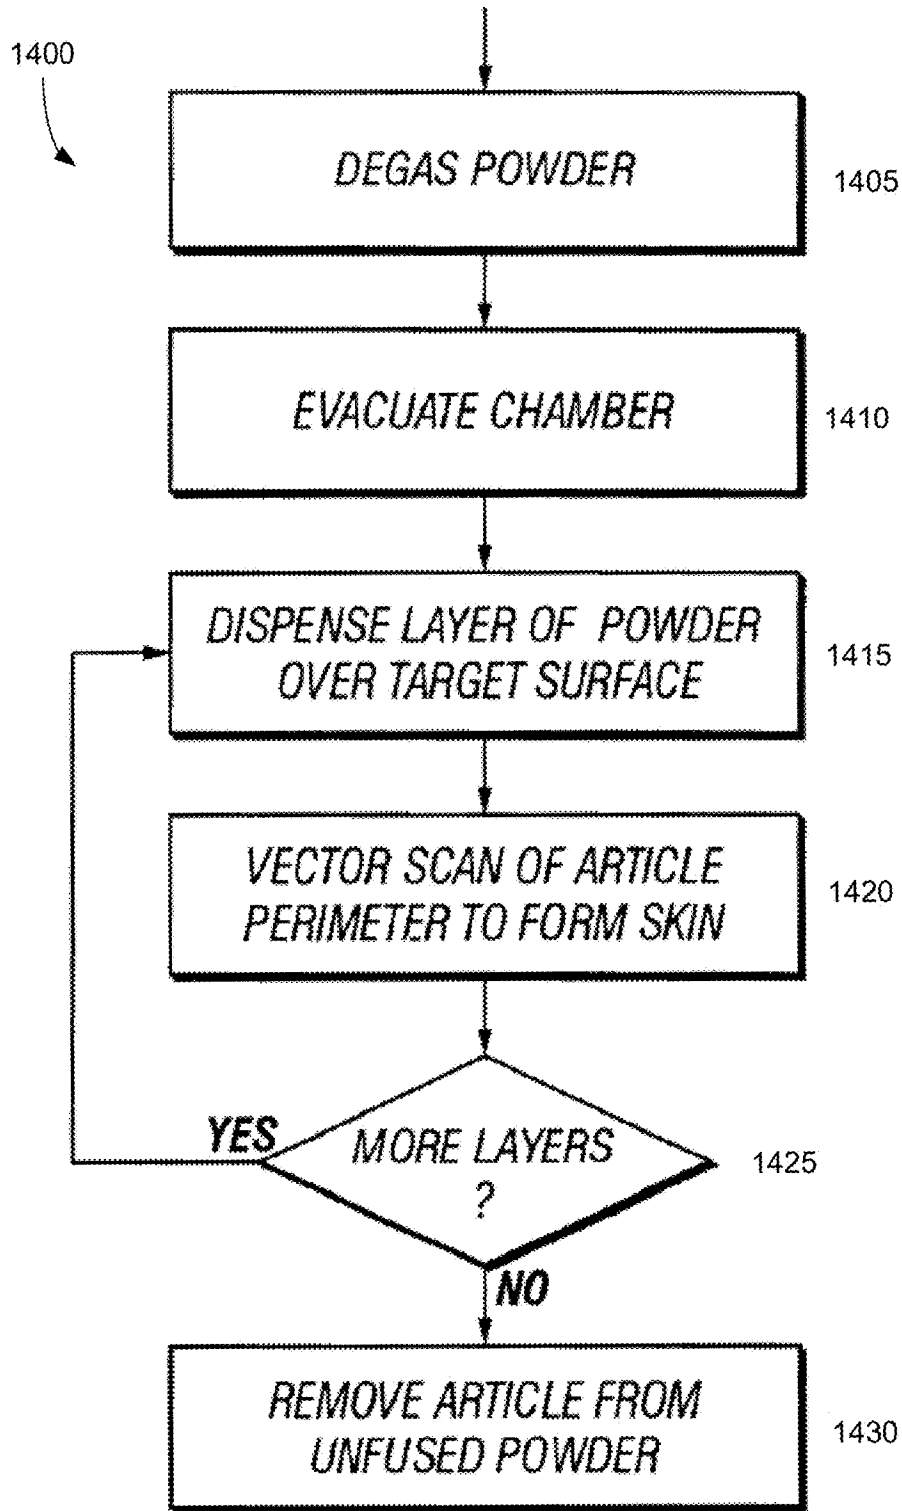 1400
DEGAS POWDER
1405
EVACUATE CHAMBER
1410
DISPENSE LAYER OF POWDER
OVER TARGET SURFACE
1415
VECTOR SCAN OF ARTICLE
PERIMETER TO FORM SKIN
1420
YES
MORE LAYERS
?
1425
NO
REMOVE ARTICLE FROM
UNFUSED POWDER
1430